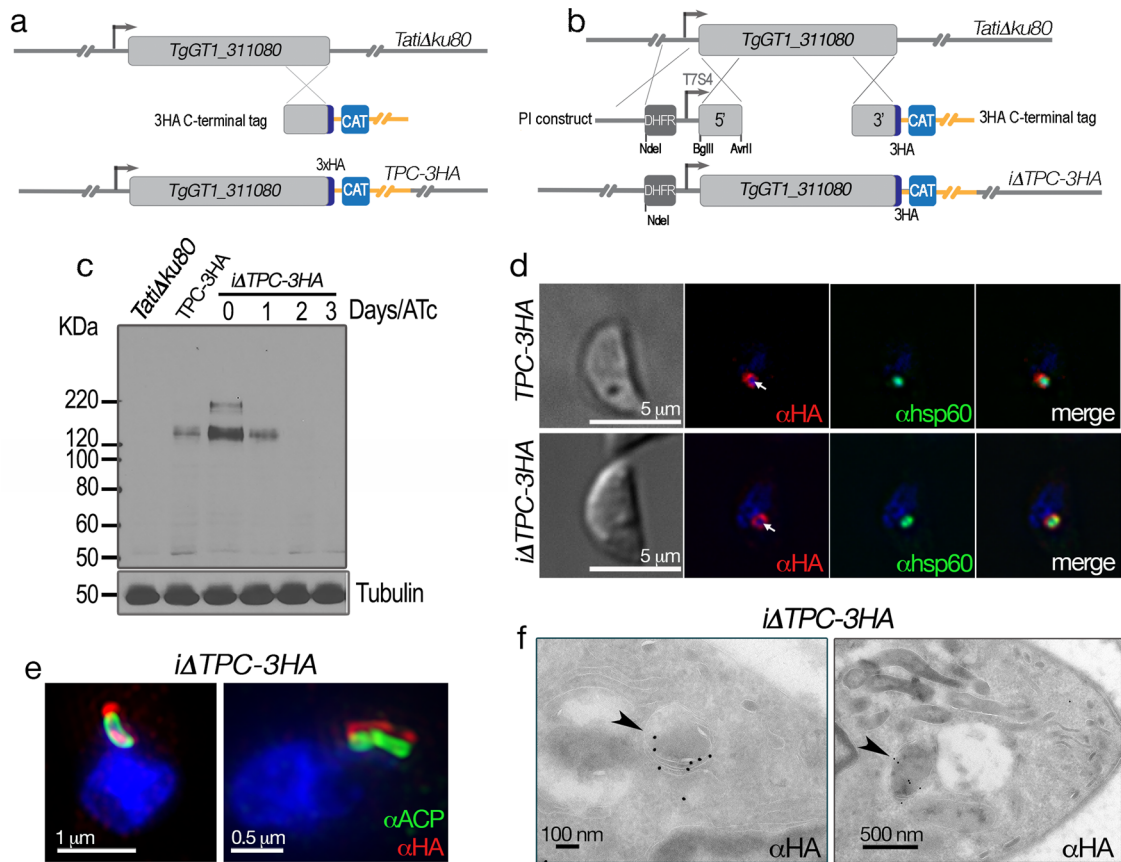 a
TgGT1_311080
TatiΔku80
3HA C-terminal tag
CAT
3xHA
TgGT1_311080
CAT
TPC-3HA
b
TgGT1_311080
TatiΔku80
T7S4
PI construct
DHFR
5'
3'
CAT
3HA C-terminal tag
NdeI
BglII
AvrII
3HA
DHFR
TgGT1_311080
CAT
iΔTPC-3HA
NdeI
3HA
c
TatiΔku80
TPC-3HA
iΔTPC-3HA
0 1 2 3 Days/ATc
KDa
220
120
100
80
60
50
50
Tubulin
d
TPC-3HA
5 μm
αHA
αhsp60
merge
iΔTPC-3HA
5 μm
αHA
αhsp60
merge
e
iΔTPC-3HA
1 μm
0.5 μm
αACP
αHA
f
iΔTPC-3HA
100 nm
αHA
500 nm
αHA